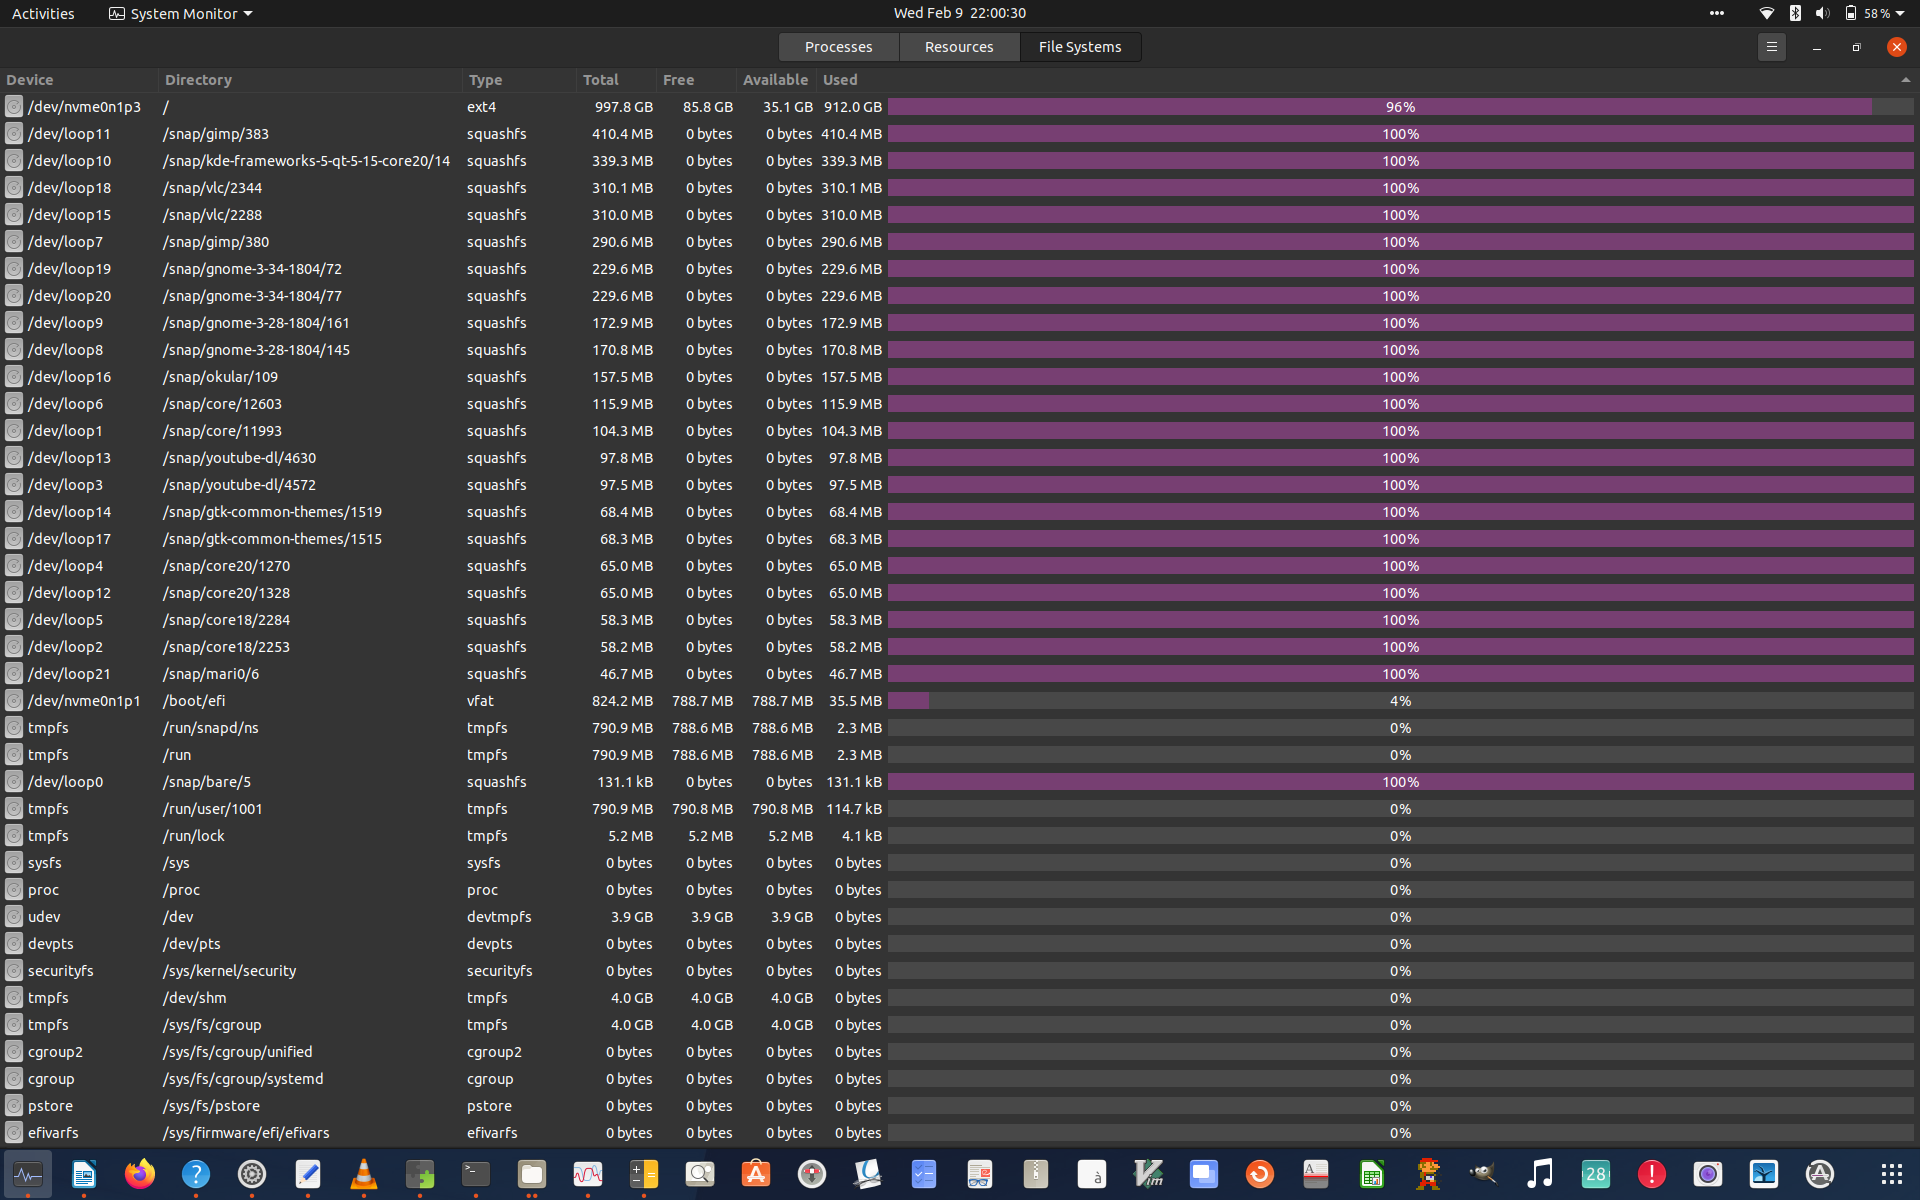 Activities System Monitor Wed Feb 9 22:00:30 58 %
Processes Resources File Systems
Device Directory Type Total Free Available Used
/dev/nvme0n1p3 / ext4 997.8 GB 85.8 GB 35.1 GB 912.0 GB 96%
/dev/loop11 /snap/gimp/383 squashfs 410.4 MB 0 bytes 0 bytes 410.4 MB 100%
/dev/loop10 /snap/kde-frameworks-5-qt-5-15-core20/14 squashfs 339.3 MB 0 bytes 0 bytes 339.3 MB 100%
/dev/loop18 /snap/vlc/2344 squashfs 310.1 MB 0 bytes 0 bytes 310.1 MB 100%
/dev/loop15 /snap/vlc/2288 squashfs 310.0 MB 0 bytes 0 bytes 310.0 MB 100%
/dev/loop7 /snap/gimp/380 squashfs 290.6 MB 0 bytes 0 bytes 290.6 MB 100%
/dev/loop19 /snap/gnome-3-34-1804/72 squashfs 229.6 MB 0 bytes 0 bytes 229.6 MB 100%
/dev/loop20 /snap/gnome-3-34-1804/77 squashfs 229.6 MB 0 bytes 0 bytes 229.6 MB 100%
/dev/loop9 /snap/gnome-3-28-1804/161 squashfs 172.9 MB 0 bytes 0 bytes 172.9 MB 100%
/dev/loop8 /snap/gnome-3-28-1804/145 squashfs 170.8 MB 0 bytes 0 bytes 170.8 MB 100%
/dev/loop16 /snap/okular/109 squashfs 157.5 MB 0 bytes 0 bytes 157.5 MB 100%
/dev/loop6 /snap/core/12603 squashfs 115.9 MB 0 bytes 0 bytes 115.9 MB 100%
/dev/loop1 /snap/core/11993 squashfs 104.3 MB 0 bytes 0 bytes 104.3 MB 100%
/dev/loop13 /snap/youtube-dl/4630 squashfs 97.8 MB 0 bytes 0 bytes 97.8 MB 100%
/dev/loop3 /snap/youtube-dl/4572 squashfs 97.5 MB 0 bytes 0 bytes 97.5 MB 100%
/dev/loop14 /snap/gtk-common-themes/1519 squashfs 68.4 MB 0 bytes 0 bytes 68.4 MB 100%
/dev/loop17 /snap/gtk-common-themes/1515 squashfs 68.3 MB 0 bytes 0 bytes 68.3 MB 100%
/dev/loop4 /snap/core20/1270 squashfs 65.0 MB 0 bytes 0 bytes 65.0 MB 100%
/dev/loop12 /snap/core20/1328 squashfs 65.0 MB 0 bytes 0 bytes 65.0 MB 100%
/dev/loop5 /snap/core18/2284 squashfs 58.3 MB 0 bytes 0 bytes 58.3 MB 100%
/dev/loop2 /snap/core18/2253 squashfs 58.2 MB 0 bytes 0 bytes 58.2 MB 100%
/dev/loop21 /snap/mari0/6 squashfs 46.7 MB 0 bytes 0 bytes 46.7 MB 100%
/dev/nvme0n1p1 /boot/efi vfat 824.2 MB 788.7 MB 788.7 MB 35.5 MB 4%
tmpfs /run/snapd/ns tmpfs 790.9 MB 788.6 MB 788.6 MB 2.3 MB 0%
tmpfs /run tmpfs 790.9 MB 788.6 MB 788.6 MB 2.3 MB 0%
/dev/loop0 /snap/bare/5 squashfs 131.1 kB 0 bytes 0 bytes 131.1 kB 100%
tmpfs /run/user/1001 tmpfs 790.9 MB 790.8 MB 790.8 MB 114.7 kB 0%
tmpfs /run/lock tmpfs 5.2 MB 5.2 MB 5.2 MB 4.1 kB 0%
sysfs /sys sysfs 0 bytes 0 bytes 0 bytes 0 bytes 0%
proc /proc proc 0 bytes 0 bytes 0 bytes 0 bytes 0%
udev /dev devtmpfs 3.9 GB 3.9 GB 3.9 GB 0 bytes 0%
devpts /dev/pts devpts 0 bytes 0 bytes 0 bytes 0 bytes 0%
securityfs /sys/kernel/security securityfs 0 bytes 0 bytes 0 bytes 0 bytes 0%
tmpfs /dev/shm tmpfs 4.0 GB 4.0 GB 4.0 GB 0 bytes 0%
tmpfs /sys/fs/cgroup tmpfs 4.0 GB 4.0 GB 4.0 GB 0 bytes 0%
cgroup2 /sys/fs/cgroup/unified cgroup2 0 bytes 0 bytes 0 bytes 0 bytes 0%
cgroup /sys/fs/cgroup/systemd cgroup 0 bytes 0 bytes 0 bytes 0 bytes 0%
pstore /sys/fs/pstore pstore 0 bytes 0 bytes 0 bytes 0 bytes 0%
efivarfs /sys/firmware/efi/efivars efivarfs 0 bytes 0 bytes 0 bytes 0 bytes 0%
à Vim 28